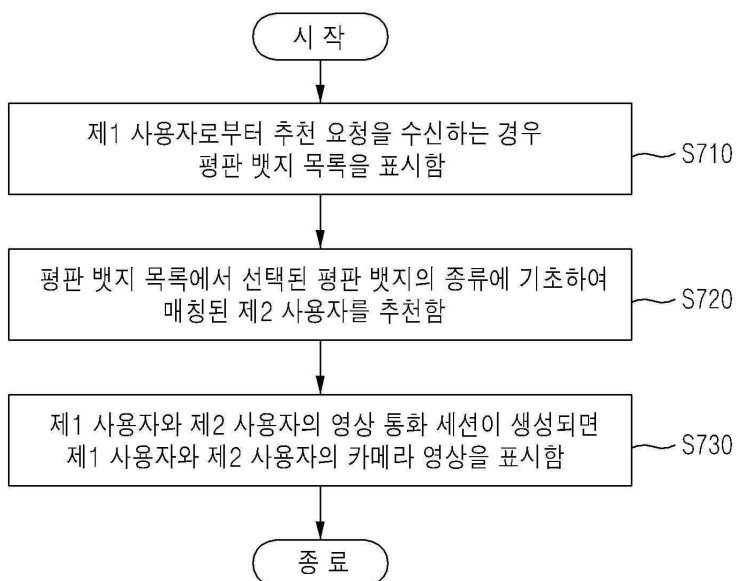 시 작
제1 사용자로부터 추천 요청을 수신하는 경우
평판 뱃지 목록을 표시함
S710
평판 뱃지 목록에서 선택된 평판 뱃지의 종류에 기초하여
매칭된 제2 사용자를 추천함
S720
제1 사용자와 제2 사용자의 영상 통화 세션이 생성되면
제1 사용자와 제2 사용자의 카메라 영상을 표시함
S730
종 료